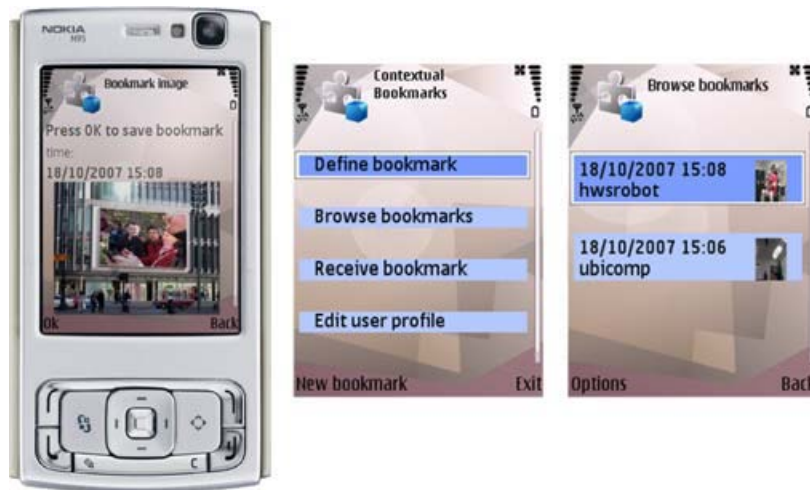 NOKIA
N95
Bookmark image
Press OK to save bookmark
time:
18/10/2007 15:08
Ok
Back
C
Contextual
Bookmarks
Define bookmark
Browse bookmarks
Receive bookmark
Edit user profile
New bookmark
Exit
Browse bookmarks
18/10/2007 15:08
hwsrobot
18/10/2007 15:06
ubicomp
Options
Back